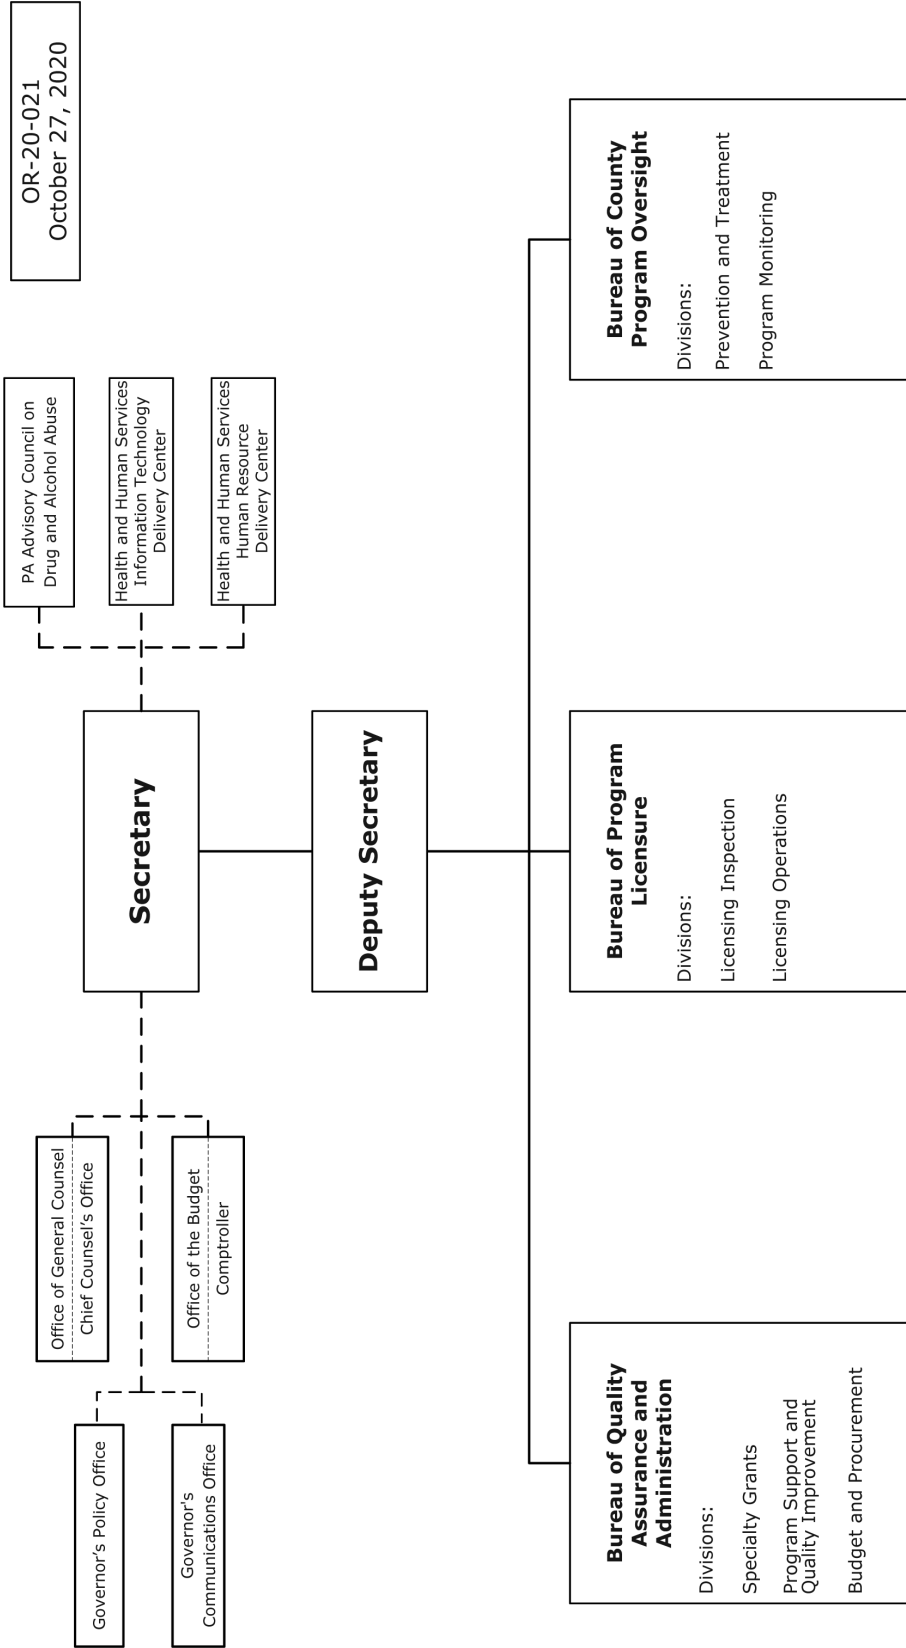 OR-20-021
October 27, 2020
Governor's Policy Office
Governor's
Communications Office
Office of General Counsel
Chief Counsel's Office
Office of the Budget
Comptroller
Secretary
PA Advisory Council on
Drug and Alcohol Abuse
Health and Human Services
Information Technology
Delivery Center
Health and Human Services
Human Resource
Delivery Center
Deputy Secretary
Bureau of Quality
Assurance and
Administration
Divisions:
Specialty Grants
Program Support and
Quality Improvement
Budget and Procurement
Bureau of Program
Licensure
Divisions:
Licensing Inspection
Licensing Operations
Bureau of County
Program Oversight
Divisions:
Prevention and Treatment
Program Monitoring